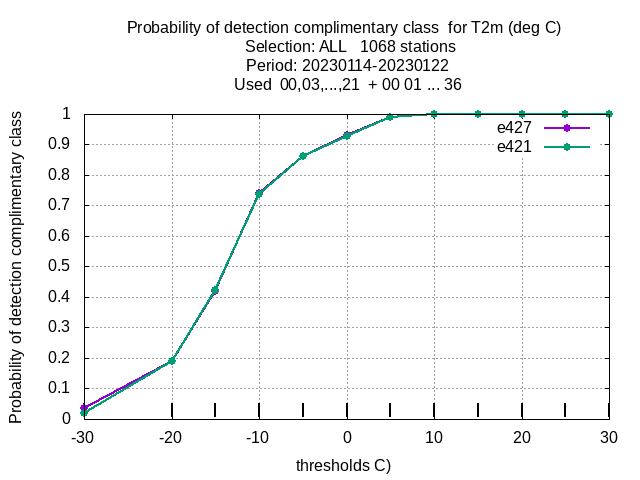 Probability of detection complimentary class  for T2m (deg C)
Selection: ALL   1068 stations
Period: 20230114-20230122
Used  00,03,...,21  + 00 01 ... 36
Probability of detection complimentary class
1
0.9
0.8
0.7
0.6
0.5
0.4
0.3
0.2
0.1
0
e427
e421
-30
-20
-10
0
10
20
30
thresholds C)